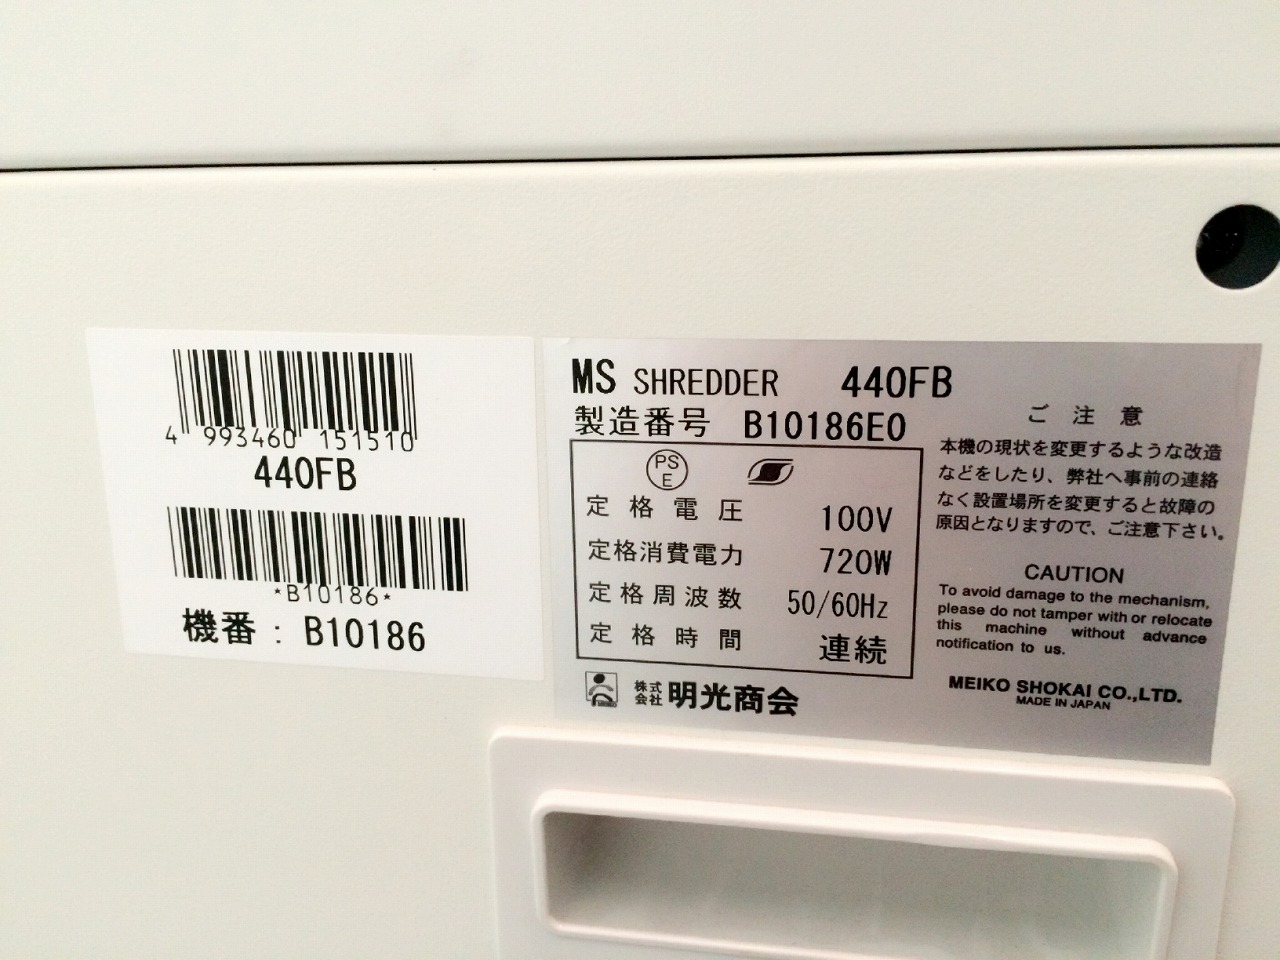 4 993460 151510
440FB
*B10186*
機番: B10186
MS SHREDDER 440FB
製造番号 B10186E0
PS
E
定格電圧 100V
定格消費電力 720W
定格周波数 50/60Hz
定格時間 連続
株式
会社 明光商会
ご注意
本機の現状を変更するような改造
などをしたり、弊社へ事前の連絡
なく設置場所を変更すると故障の
原因となりますので、ご注意下さい。
CAUTION
To avoid damage to the mechanism,
please do not tamper with or relocate
this machine without advance
notification to us.
MEIKO SHOKAI CO.,LTD.
MADE IN JAPAN